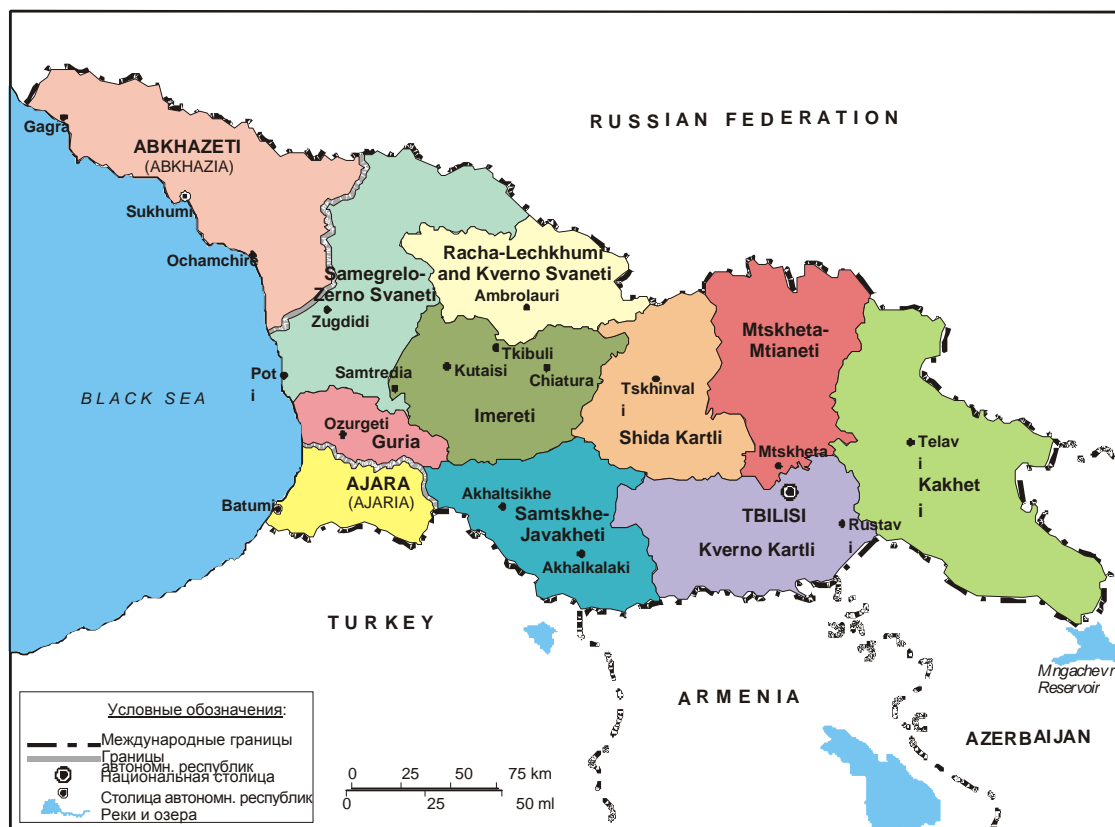 RUSSIAN FEDERATION
Gagra
ABKHAZETI
(ABKHAZIA)
Sukhumi
Ochamchire
Racha-Lechkhumi
and Kverno Svaneti
Ambrolauri
Samegrelo-
Zerno Svaneti
Zugdidi
Mtskheta-
Mtianeti
Tkibuli
Kutaisi
Chiatura
Samtredia
Imereti
Pot
i
Tskhinval
i
Shida Kartli
BLACK SEA
Ozurgeti
Guria
Mtskheta
Telav
i
Kakhet
i
AJARA
(AJARIA)
Batumi
Akhaltsikhe
Samtskhe-
Javakheti
Akhalkalaki
TBILISI
Rustav
i
Kverno Kartli
TURKEY
ARMENIA
Mngachevr
Reservoir
AZERBAIJAN
Условные обозначения:
Международные границы
Границы
автономн. республик
Национальная столица
Столица автономн. республик
Реки и озера
0 25 50 75 km
0 25 50 ml